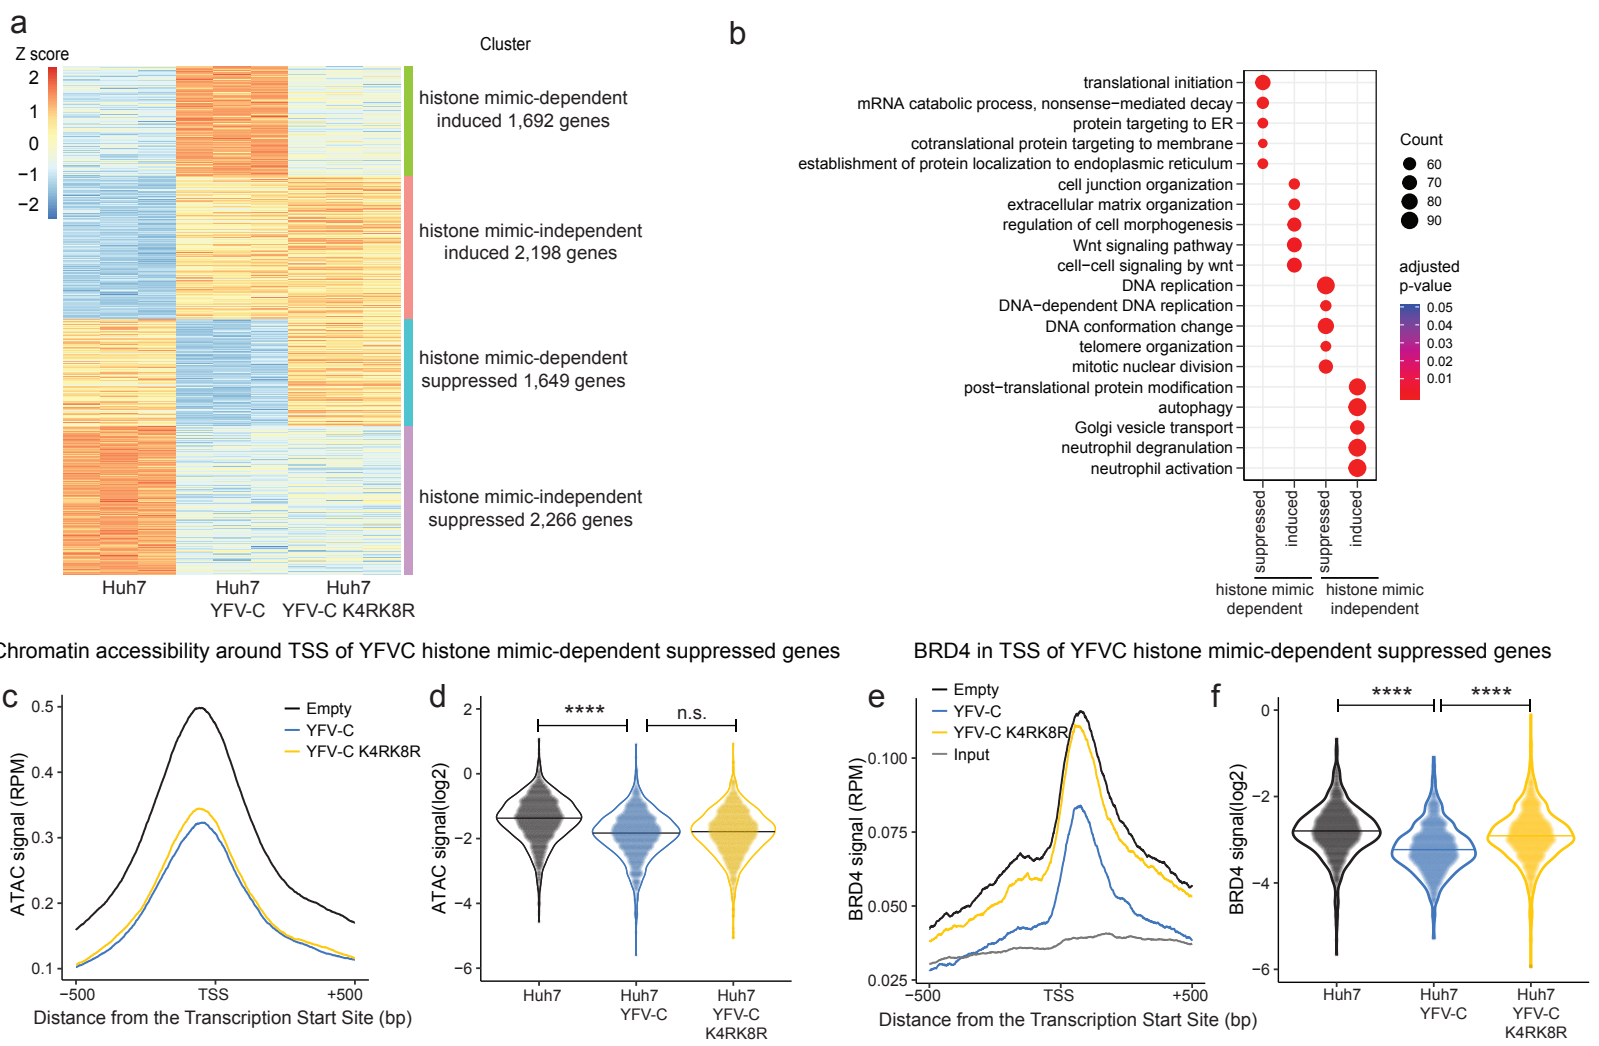 a
Z score
2
1
0
−1
−2
Cluster
histone mimic-dependent
induced 1,692 genes
histone mimic-independent
induced 2,198 genes
histone mimic-dependent
suppressed 1,649 genes
histone mimic-independent
suppressed 2,266 genes
Huh7
Huh7
YFV-C
Huh7
YFV-C K4RK8R
b
translational initiation
mRNA catabolic process, nonsense−mediated decay
protein targeting to ER
cotranslational protein targeting to membrane
establishment of protein localization to endoplasmic reticulum
cell junction organization
extracellular matrix organization
regulation of cell morphogenesis
Wnt signaling pathway
cell−cell signaling by wnt
DNA replication
DNA−dependent DNA replication
DNA conformation change
telomere organization
mitotic nuclear division
post−translational protein modification
autophagy
Golgi vesicle transport
neutrophil degranulation
neutrophil activation
suppressed
induced
suppressed
induced
histone mimic
dependent
histone mimic
independent
Count
60
70
80
90
adjusted
p-value
0.05
0.04
0.03
0.02
0.01
Chromatin accessibility around TSS of YFVC histone mimic-dependent suppressed genes
c
ATAC signal (RPM)
0.5
0.4
0.3
0.2
0.1
Empty
YFV-C
YFV-C K4RK8R
−500
TSS
+500
Distance from the Transcription Start Site (bp)
d
ATAC signal(log2)
2
0
−2
−4
−6
****
n.s.
Huh7
Huh7
YFV-C
Huh7
YFV-C
K4RK8R
BRD4 in TSS of YFVC histone mimic-dependent suppressed genes
e
BRD4 signal (RPM)
0.100
0.075
0.050
0.025
Empty
YFV-C
YFV-C K4RK8R
Input
−500
TSS
+500
Distance from the Transcription Start Site (bp)
f
BRD4 signal(log2)
0
−2
−4
−6
****
****
Huh7
Huh7
YFV-C
Huh7
YFV-C
K4RK8R